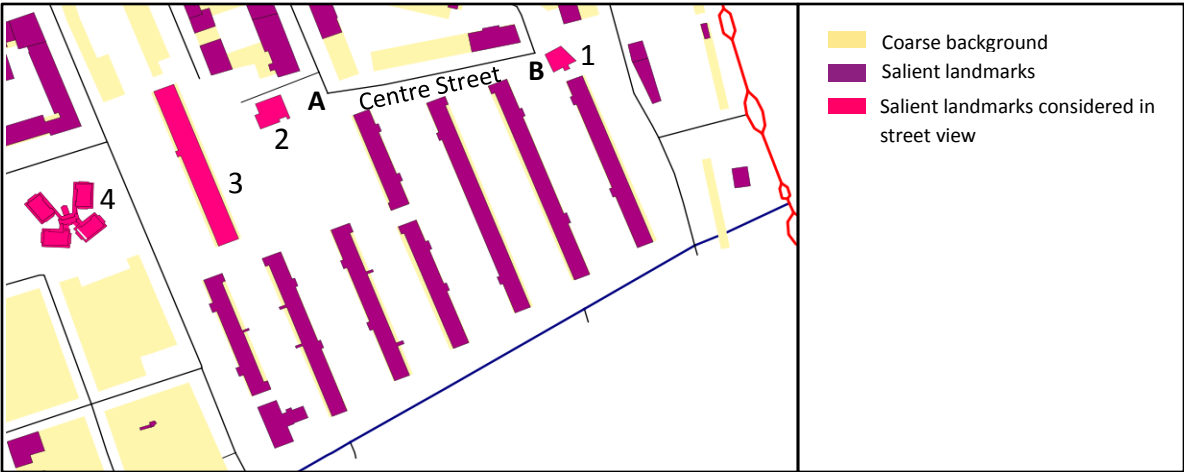 1
B
Centre Street
A
2
3
4
Coarse background
Salient landmarks
Salient landmarks considered in
street view